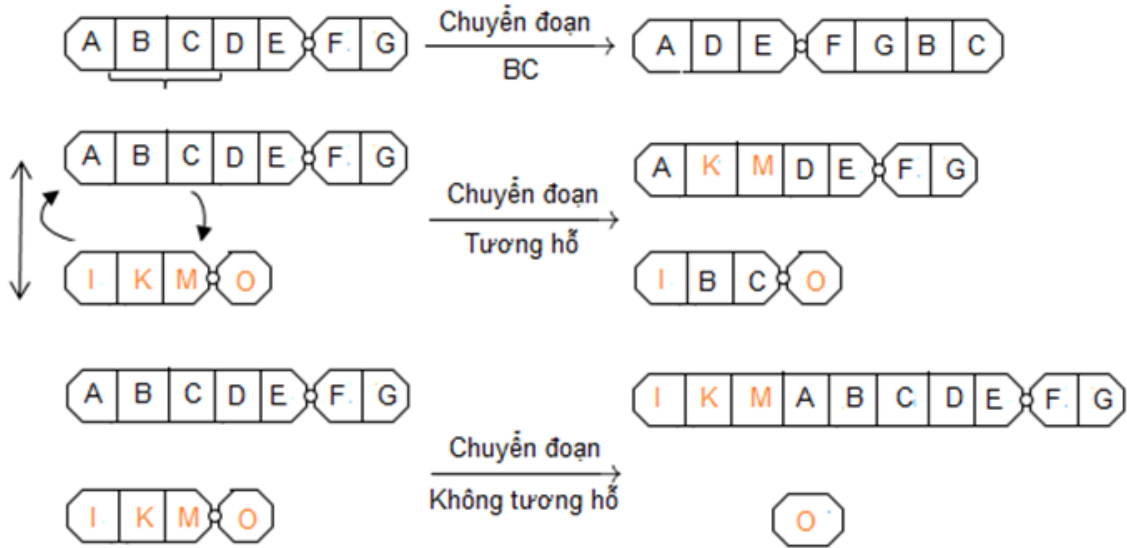 A B C D E F G
Chuyển đoạn
BC
A D E F G B C
A B C D E F G
I K M O
Chuyển đoạn
Tương hỗ
A K M D E F G
I B C O
A B C D E F G
I K M O
Chuyển đoạn
Không tương hỗ
I K M A B C D E F G
O